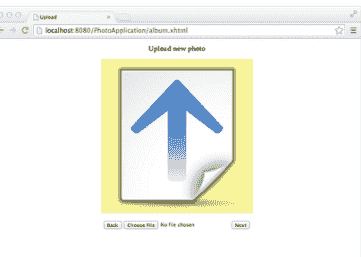 Upload
localhost:8080/PhotoApplication/album.xhtml
Upload new photo
Back Choose File No file chosen Next